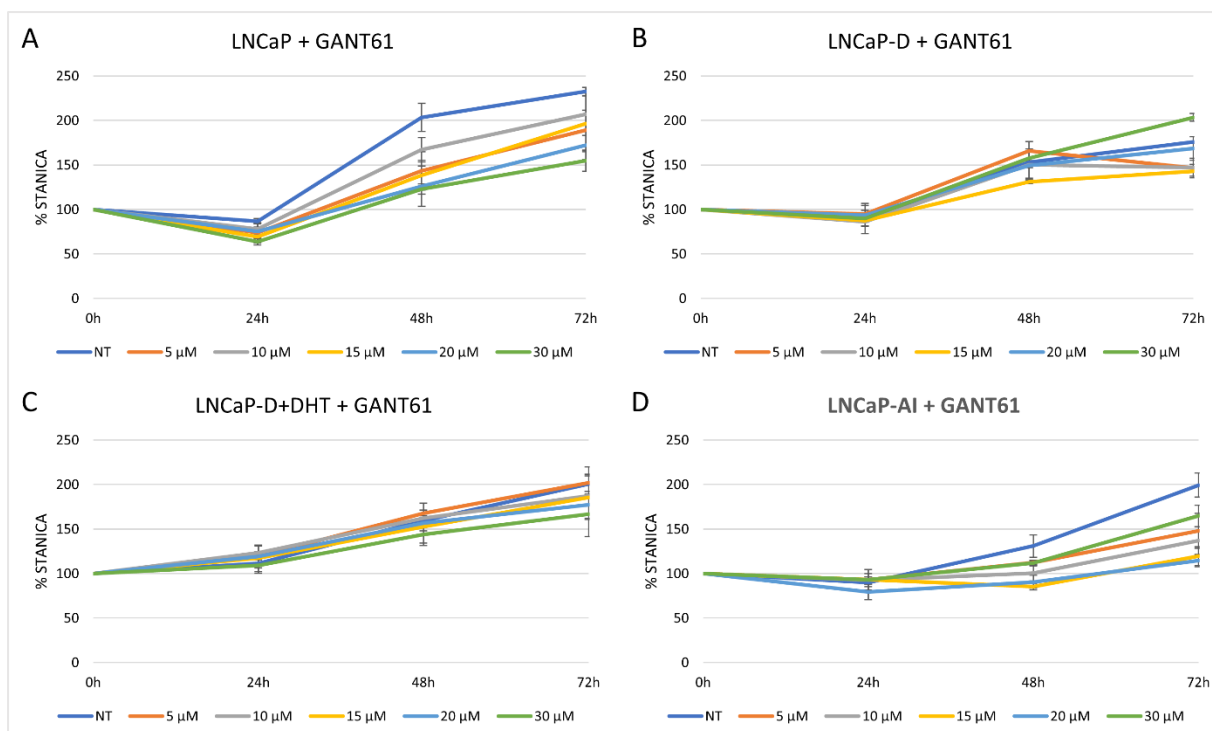 A
LNCaP + GANT61
% STANICA
250
200
150
100
50
0
0h 24h 48h 72h
NT 5 µM 10 µM 15 µM 20 µM 30 µM
B
LNCaP-D + GANT61
% STANICA
250
200
150
100
50
0
0h 24h 48h 72h
NT 5 µM 10 µM 15 µM 20 µM 30 µM
C
LNCaP-D+DHT + GANT61
% STANICA
250
200
150
100
50
0
0h 24h 48h 72h
NT 5 µM 10 µM 15 µM 20 µM 30 µM
D
LNCaP-AI + GANT61
% STANICA
250
200
150
100
50
0
0h 24h 48h 72h
NT 5 µM 10 µM 15 µM 20 µM 30 µM